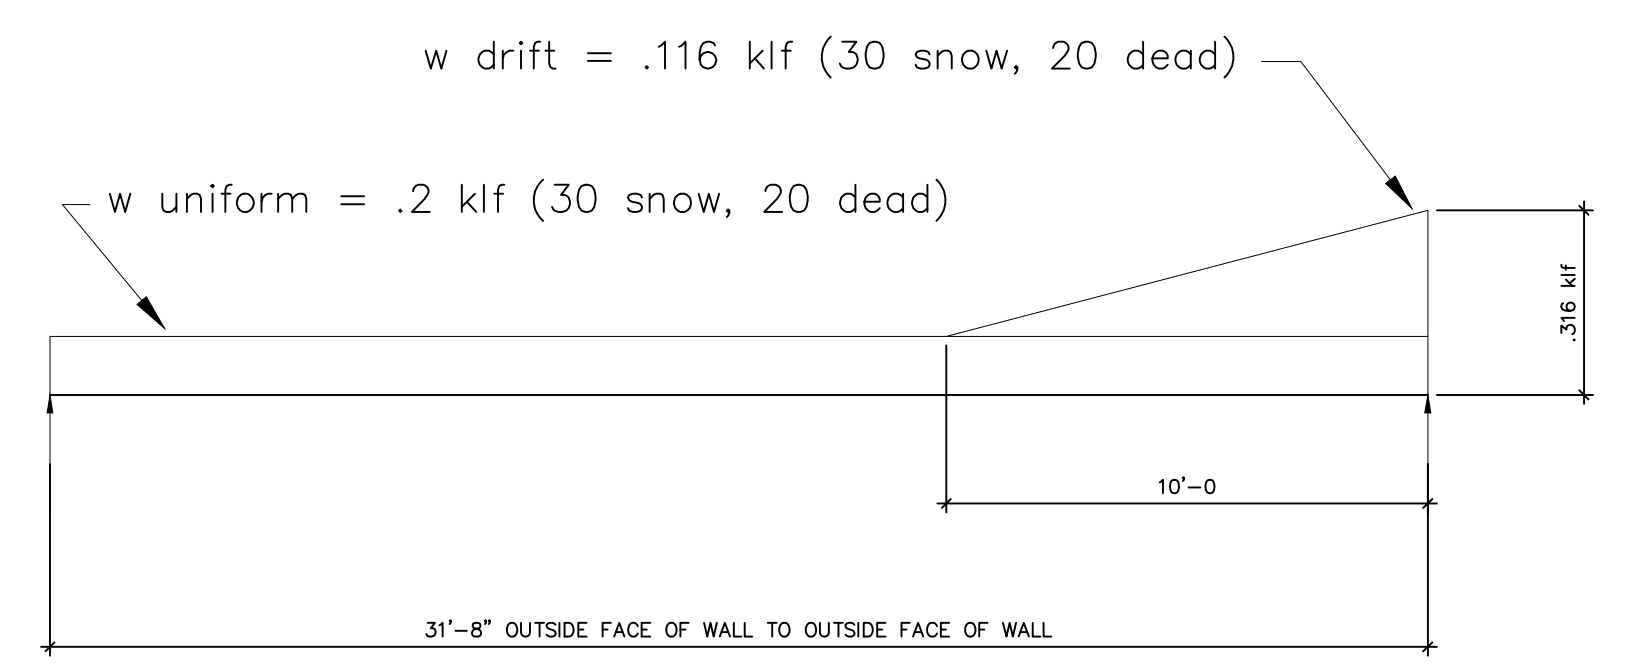 w drift = .116 klf (30 snow, 20 dead)
w uniform = .2 klf (30 snow, 20 dead)
.316 klf
10'-0
31'-8" OUTSIDE FACE OF WALL TO OUTSIDE FACE OF WALL